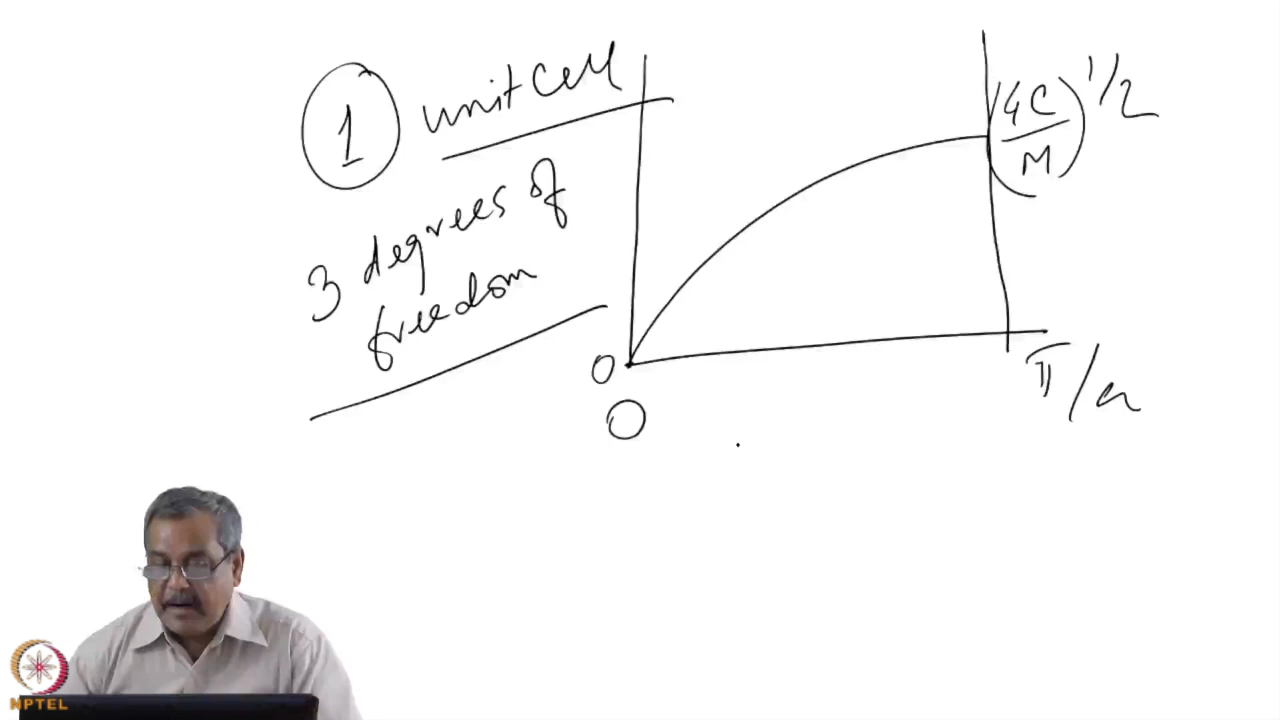 1 unit cell
3 degrees of
freedom
(4C/M)^1/2
0
0
π/a
NPTEL